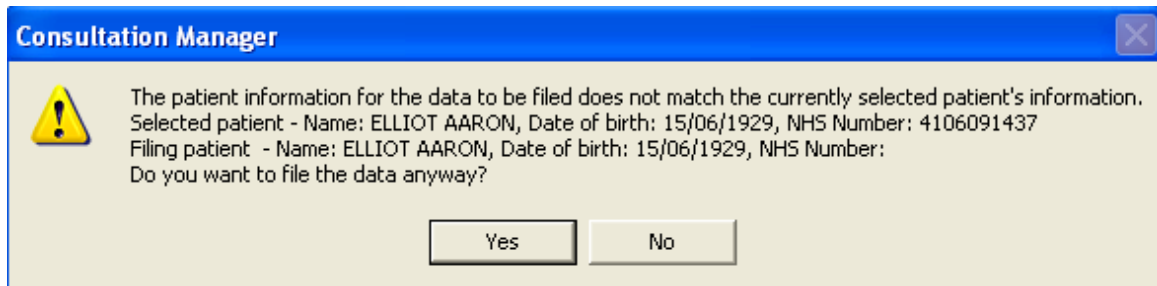 Consultation Manager
The patient information for the data to be filed does not match the currently selected patient's information.
Selected patient - Name: ELLIOT AARON, Date of birth: 15/06/1929, NHS Number: 4106091437
Filing patient - Name: ELLIOT AARON, Date of birth: 15/06/1929, NHS Number:
Do you want to file the data anyway?
Yes
No